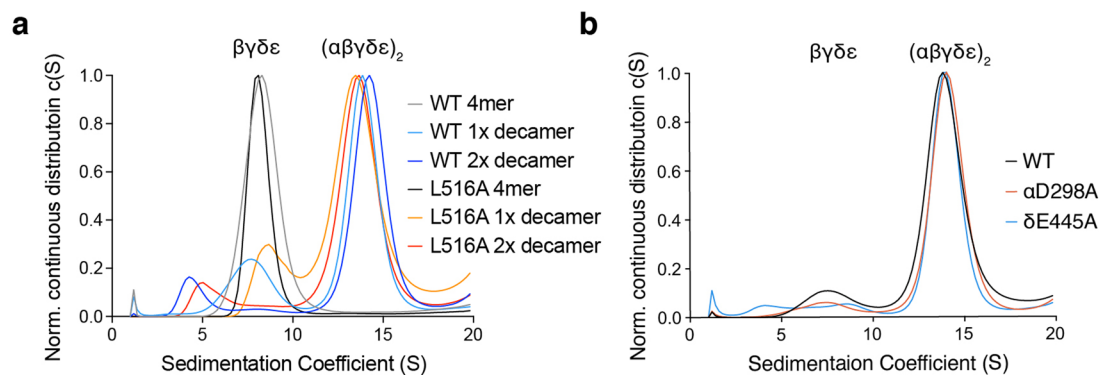 a
βγδε
(αβγδε)2
1.0
0.8
0.6
0.4
0.2
0.0
0
5
10
15
20
Norm. continuous distributoin c(S)
Sedimentation Coefficient (S)
WT 4mer
WT 1x decamer
WT 2x decamer
L516A 4mer
L516A 1x decamer
L516A 2x decamer
b
βγδε
(αβγδε)2
1.0
0.8
0.6
0.4
0.2
0.0
0
5
10
15
20
Norm. continuous distributoin c(S)
Sedimentaion Coefficient (S)
WT
αD298A
δE445A